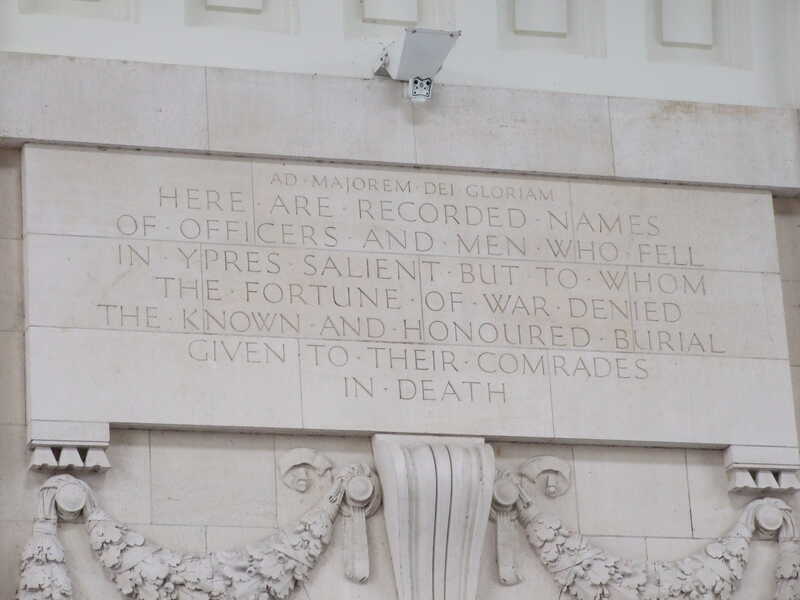 AD · MAJOREM · DEI GLORIAM
HERE · ARE · RECORDED · NAMES
OF · OFFICERS · AND · MEN · WHO · FELL
IN · YPRES · SALIENT · BUT · TO · WHOM
THE · FORTUNE · OF · WAR · DENIED
THE · KNOWN · AND · HONOURED · BURIAL
GIVEN · TO · THEIR · COMRADES
IN · DEATH